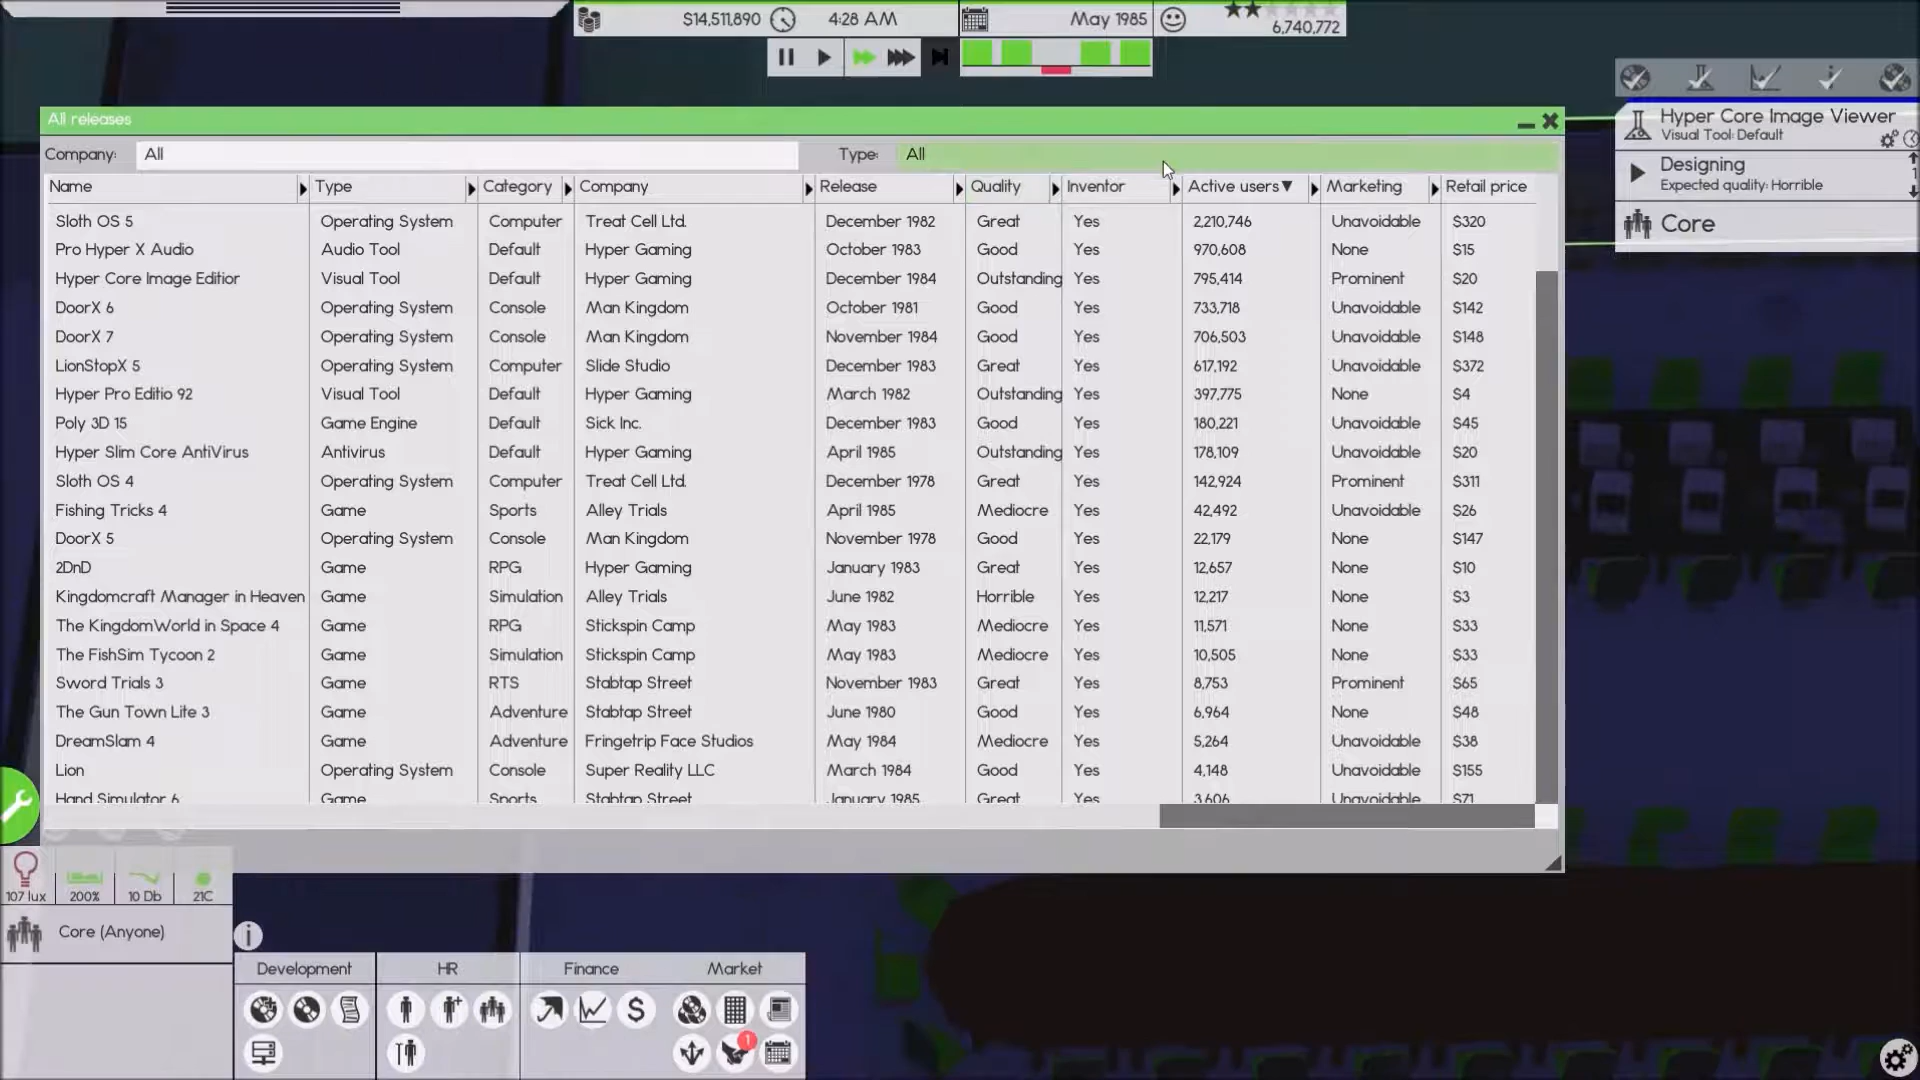 $14,511,890 4:28 AM May 1985 6,740,772
All releases
Company: All Type: All
Name Type Category Company Release Quality Inventor Active users▼ Marketing Retail price
Sloth OS 5 Operating System Computer Treat Cell Ltd. December 1982 Great Yes 2,210,746 Unavoidable $320
Pro Hyper X Audio Audio Tool Default Hyper Gaming October 1983 Good Yes 970,608 None $15
Hyper Core Image Editior Visual Tool Default Hyper Gaming December 1984 Outstanding Yes 795,414 Prominent $20
DoorX 6 Operating System Console Man Kingdom October 1981 Good Yes 733,718 Unavoidable $142
DoorX 7 Operating System Console Man Kingdom November 1984 Good Yes 706,503 Unavoidable $148
LionStopX 5 Operating System Computer Slide Studio December 1983 Great Yes 617,192 Unavoidable $372
Hyper Pro Editio 92 Visual Tool Default Hyper Gaming March 1982 Outstanding Yes 397,775 None $4
Poly 3D 15 Game Engine Default Sick Inc. December 1983 Good Yes 180,221 Unavoidable $45
Hyper Slim Core AntiVirus Antivirus Default Hyper Gaming April 1985 Outstanding Yes 178,109 Unavoidable $20
Sloth OS 4 Operating System Computer Treat Cell Ltd. December 1978 Great Yes 142,924 Prominent $311
Fishing Tricks 4 Game Sports Alley Trials April 1985 Mediocre Yes 42,492 Unavoidable $26
DoorX 5 Operating System Console Man Kingdom November 1978 Good Yes 22,179 None $147
2DnD Game RPG Hyper Gaming January 1983 Great Yes 12,657 None $10
Kingdomcraft Manager in Heaven Game Simulation Alley Trials June 1982 Horrible Yes 12,217 None $3
The KingdomWorld in Space 4 Game RPG Stickspin Camp May 1983 Mediocre Yes 11,571 None $33
The FishSim Tycoon 2 Game Simulation Stickspin Camp May 1983 Mediocre Yes 10,505 None $33
Sword Trials 3 Game RTS Stabtap Street November 1983 Great Yes 8,753 Prominent $65
The Gun Town Lite 3 Game Adventure Stabtap Street June 1980 Good Yes 6,964 None $48
DreamSlam 4 Game Adventure Fringetrip Face Studios May 1984 Mediocre Yes 5,264 Unavoidable $38
Lion Operating System Console Super Reality LLC March 1984 Good Yes 4,148 Unavoidable $155
Hand Simulator 6 Game Sports Stabtap Street January 1985 Great Yes 3,606 Unavoidable $71
Hyper Core Image Viewer
Visual Tool: Default
Designing
1
Expected quality: Horrible
Core
107 lux 200% 10 Db 21C
Core (Anyone)
i
Development HR Finance Market
$
1